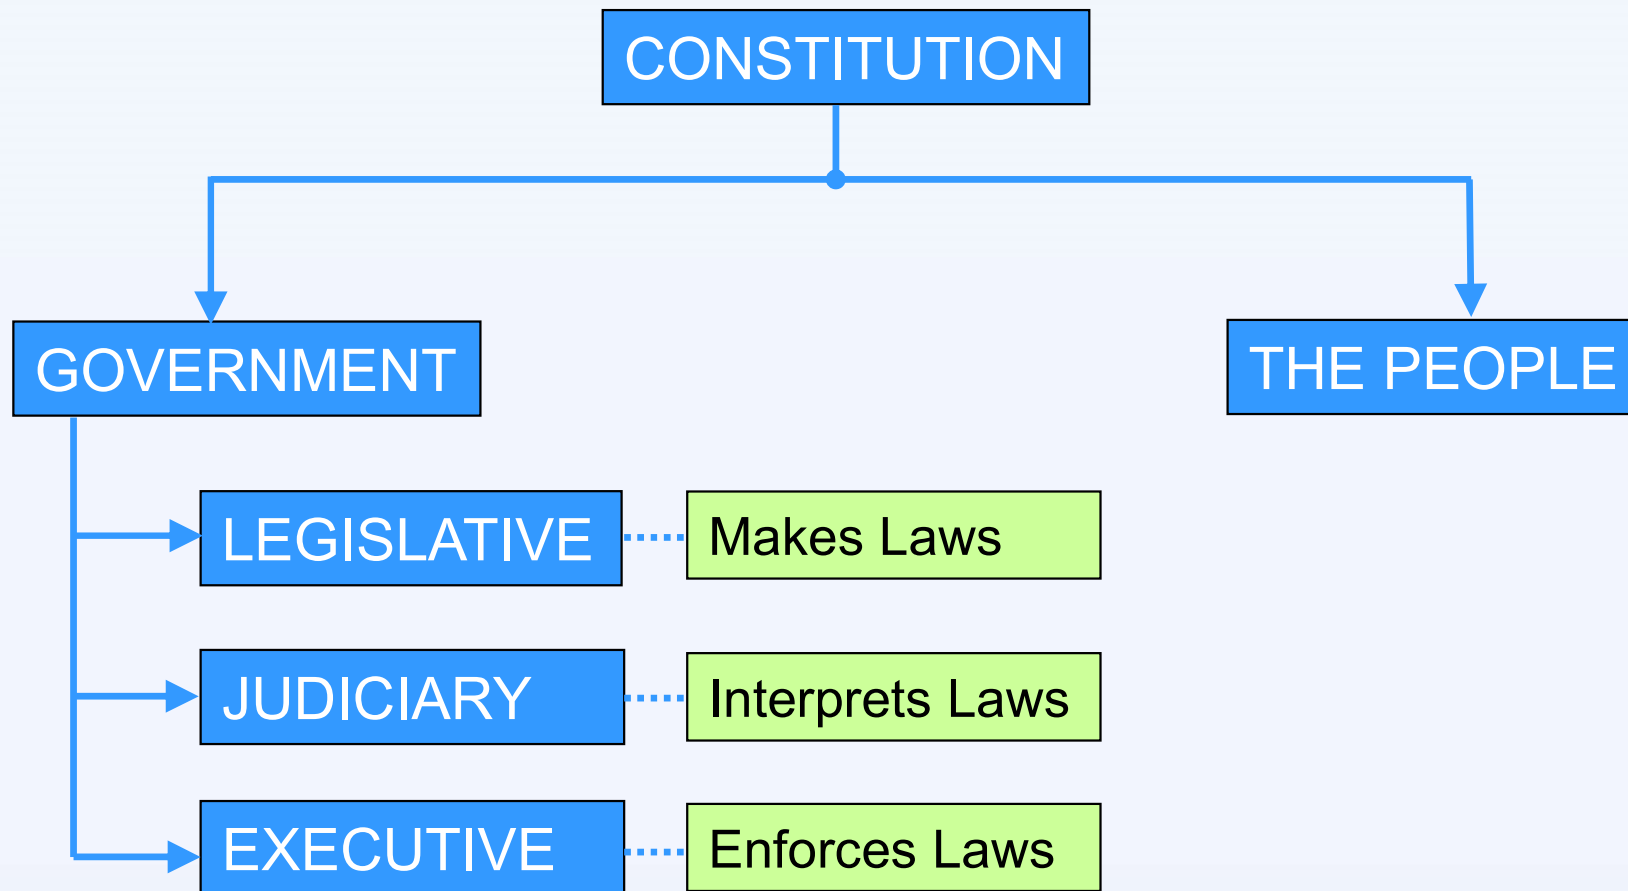 CONSTITUTION
GOVERNMENT
THE PEOPLE
LEGISLATIVE
Makes Laws
JUDICIARY
Interprets Laws
EXECUTIVE
Enforces Laws